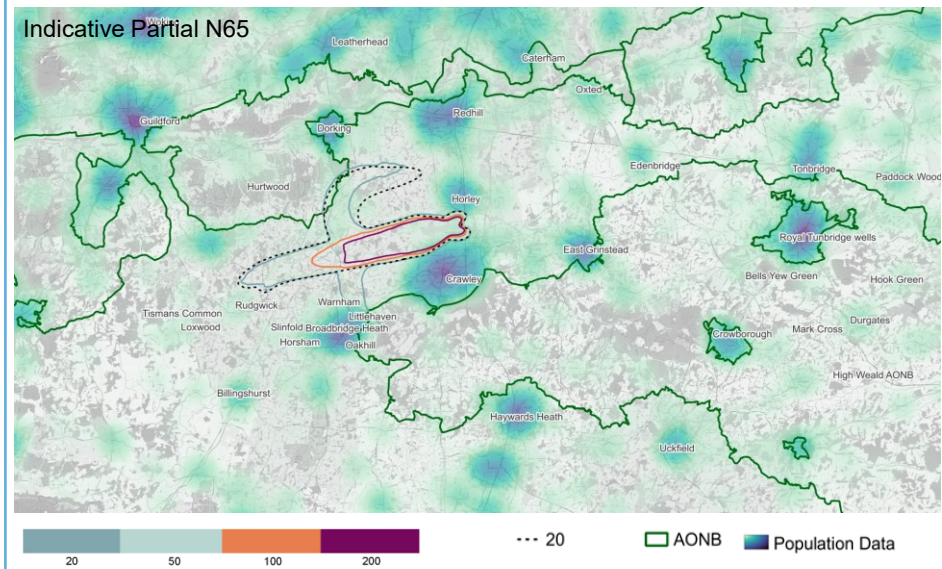 Indicative Partial N65
Woking
Leatherhead
Caterham
Oxted
Guildford
Dorking
Redhill
Edenbridge
Tonbridge
Paddock Wood
Hurtwood
Horley
Royal Tunbridge wells
East Grinstead
Bells Yew Green
Hook Green
Crawley
Rudgwick
Warnham
Tismans Common
Loxwood
Littlehaven
Slinfold
Broadbridge Heath
Horsham
Oakhill
Durgates
Mark Cross
Crowborough
High Weald AONB
Billingshurst
Haywards Heath
Uckfield
20
50
100
200
20
AONB
Population Data